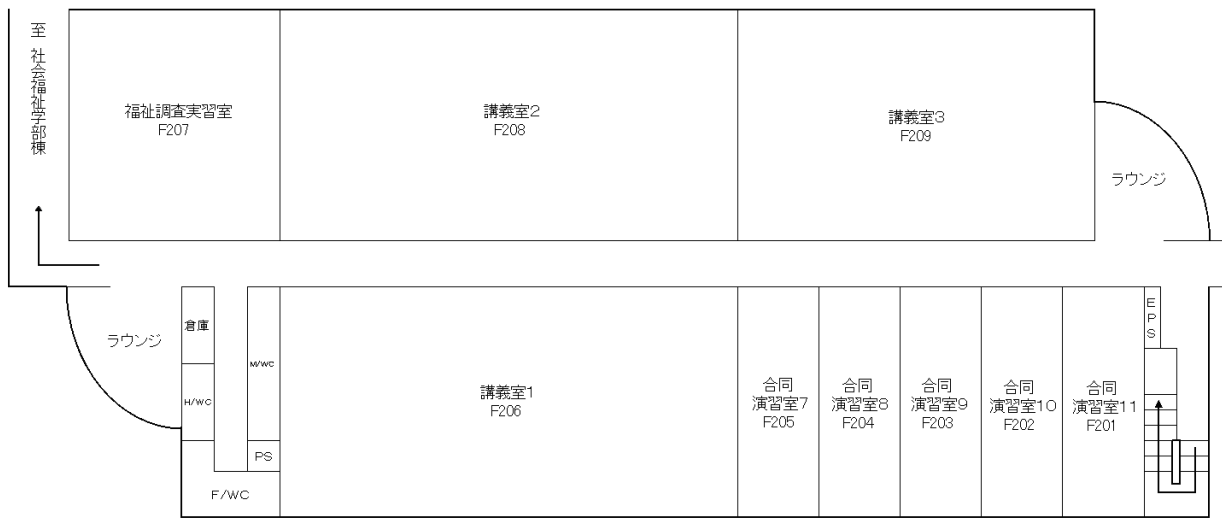 至 社会福祉学部棟
福祉調査実習室
F207
講義室2
F208
講義室3
F209
ラウンジ
ラウンジ
倉庫
H/WC
M/WC
PS
F/WC
講義室1
F206
合同
演習室7
F205
合同
演習室8
F204
合同
演習室9
F203
合同
演習室10
F202
合同
演習室11
F201
EPS